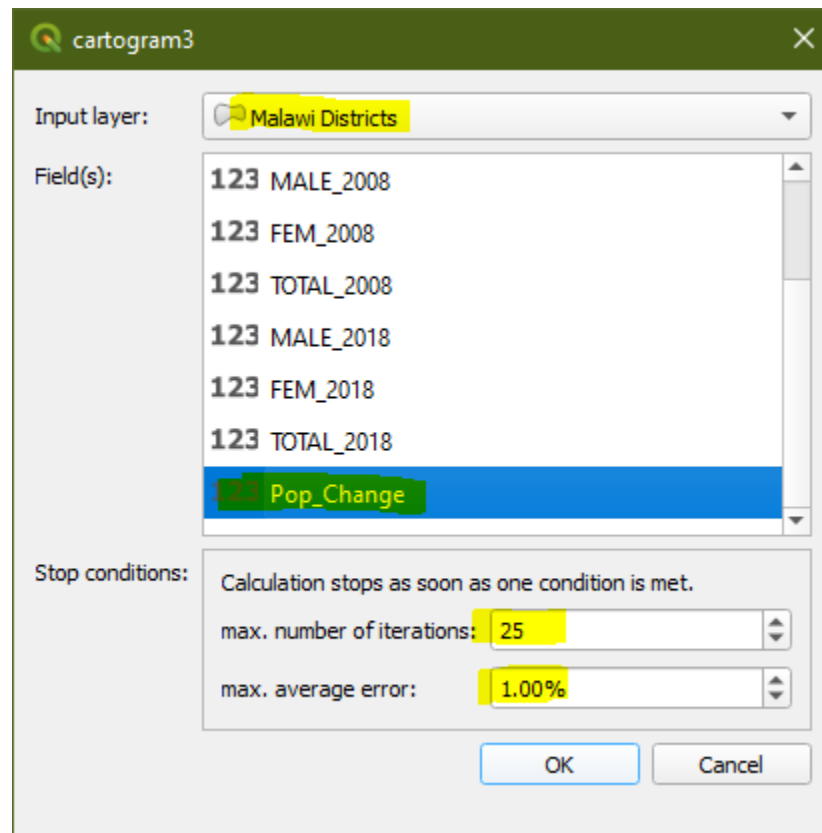 cartogram3
Input layer: Malawi Districts
Field(s): 123 MALE_2008
123 FEM_2008
123 TOTAL_2008
123 MALE_2018
123 FEM_2018
123 TOTAL_2018
123 Pop_Change
Stop conditions: Calculation stops as soon as one condition is met.
max. number of iterations: 25
max. average error: 1.00%
OK Cancel